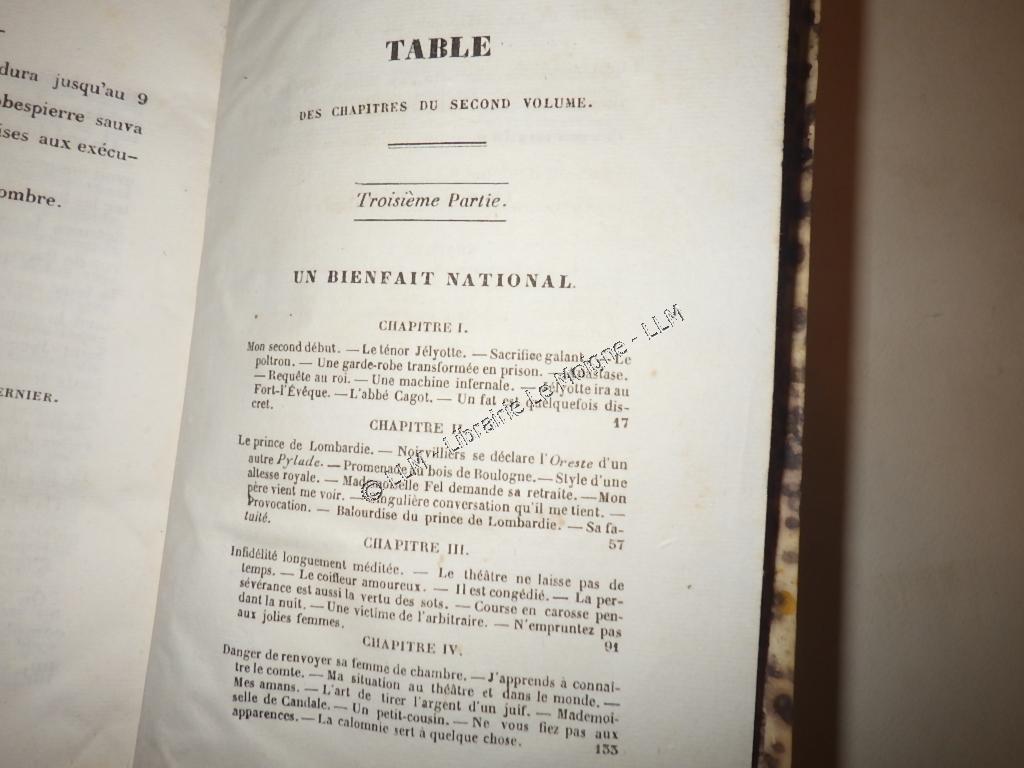 dura jusqu'au 9
bespierre sauva
ises aux exécu-
ombre.
ERNIER.
TABLE
DES CHAPITRES DU SECOND VOLUME.
Troisième Partie.
UN BIENFAIT NATIONAL.
CHAPITRE I.
Mon second début. — Le ténor Jélyotte. — Sacrifice galant. — Le
poltron. — Une garde-robe transformée en prison. —
— Requête au roi. — Une machine infernale. — Jélyotte ira au
Fort-l'Évêque. — L'abbé Cagot. — Un fat est quelquefois dis-
cret. 17
CHAPITRE II.
Le prince de Lombardie. — Noirvilliers se déclare l'Oreste d'un
autre Pylade. — Promenade au bois de Boulogne. — Style d'une
altesse royale. — Mademoiselle Fel demande sa retraite. — Mon
père vient me voir. — Singulière conversation qu'il me tient. —
Provocation. — Balourdise du prince de Lombardie. — Sa fa-
tuité. 57
CHAPITRE III.
Infidélité longuement méditée. — Le théâtre ne laisse pas de
temps. — Le coiffeur amoureux. — Il est congédié. — La per-
sévérance est aussi la vertu des sots. — Course en carosse pen-
dant la nuit. — Une victime de l'arbitraire. — N'empruntez pas
aux jolies femmes. 91
CHAPITRE IV.
Danger de renvoyer sa femme de chambre. — J'apprends à connaî-
tre le comte. — Ma situation au théâtre et dans le monde. —
Mes amans. — L'art de tirer l'argent d'un juif. — Mademoi-
selle de Candale. — Un petit-cousin. — Ne vous fiez pas aux
apparences. — La calomnie sert à quelque chose. 133
© LLM - Librairie Le Moigne - LLM